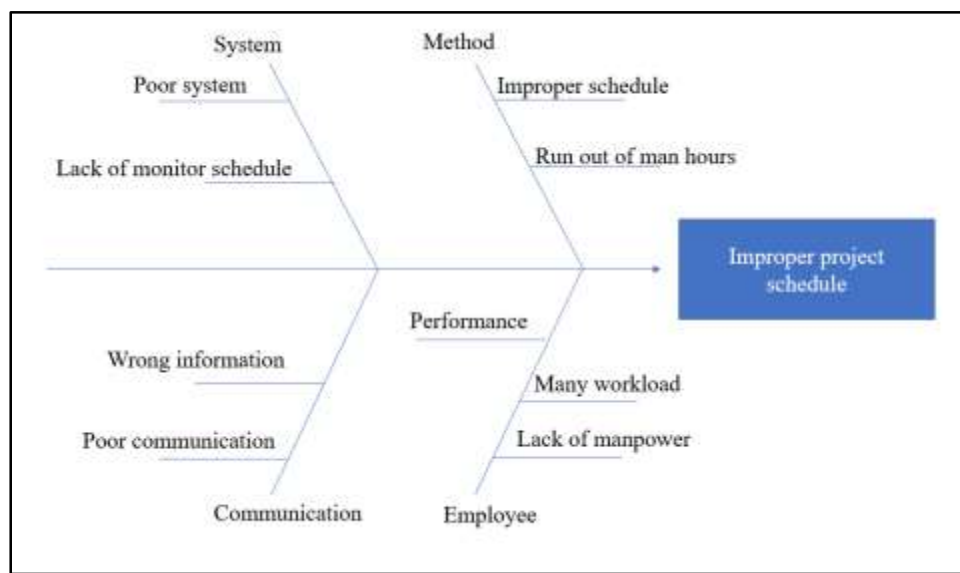 System
Method
Poor system
Improper schedule
Lack of monitor schedule
Run out of man hours
Improper project
schedule
Performance
Wrong information
Many workload
Poor communication
Lack of manpower
Communication
Employee